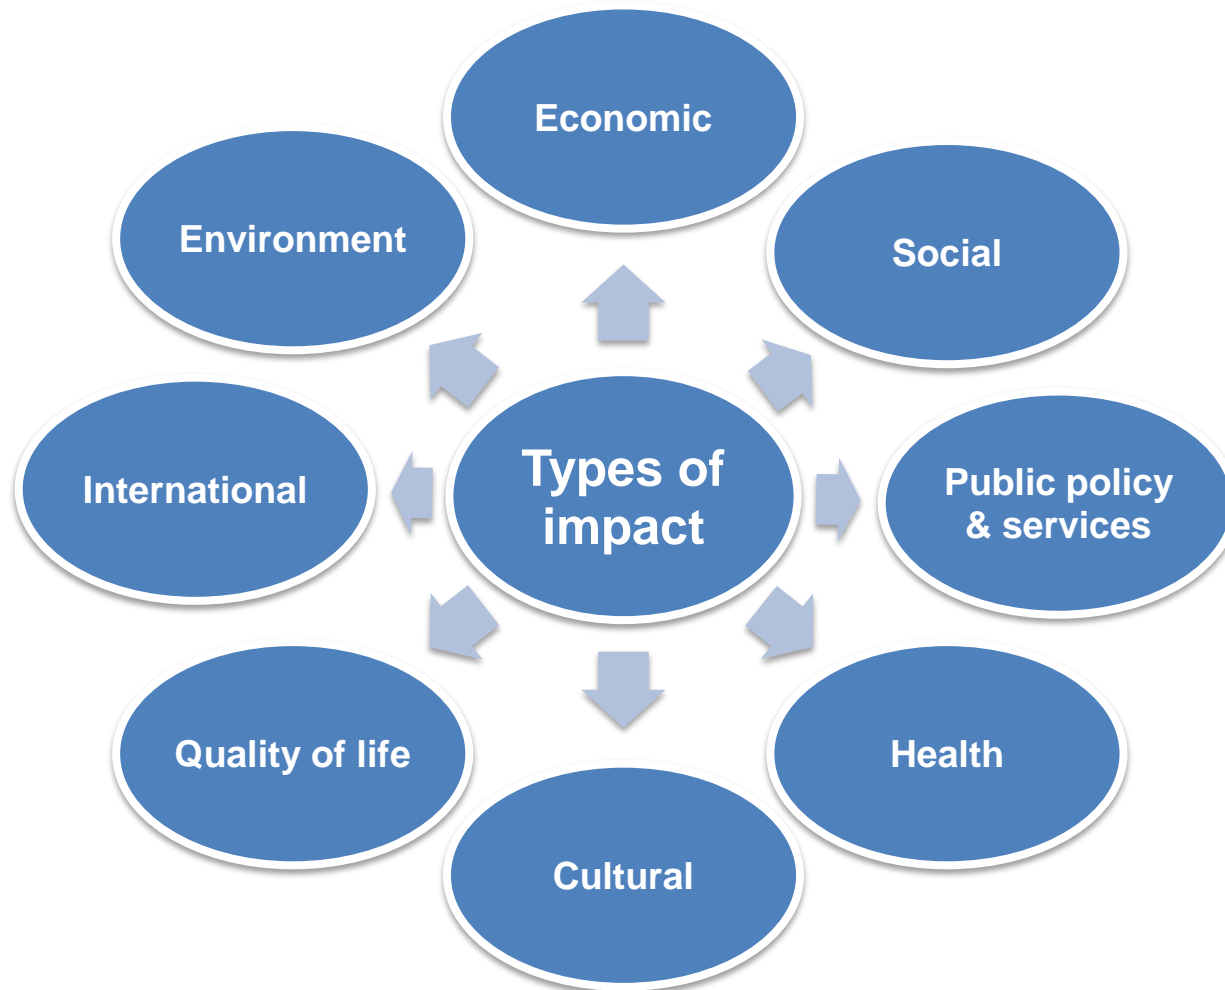 Economic
Environment
Social
International
Types of
impact
Public policy
& services
Quality of life
Health
Cultural